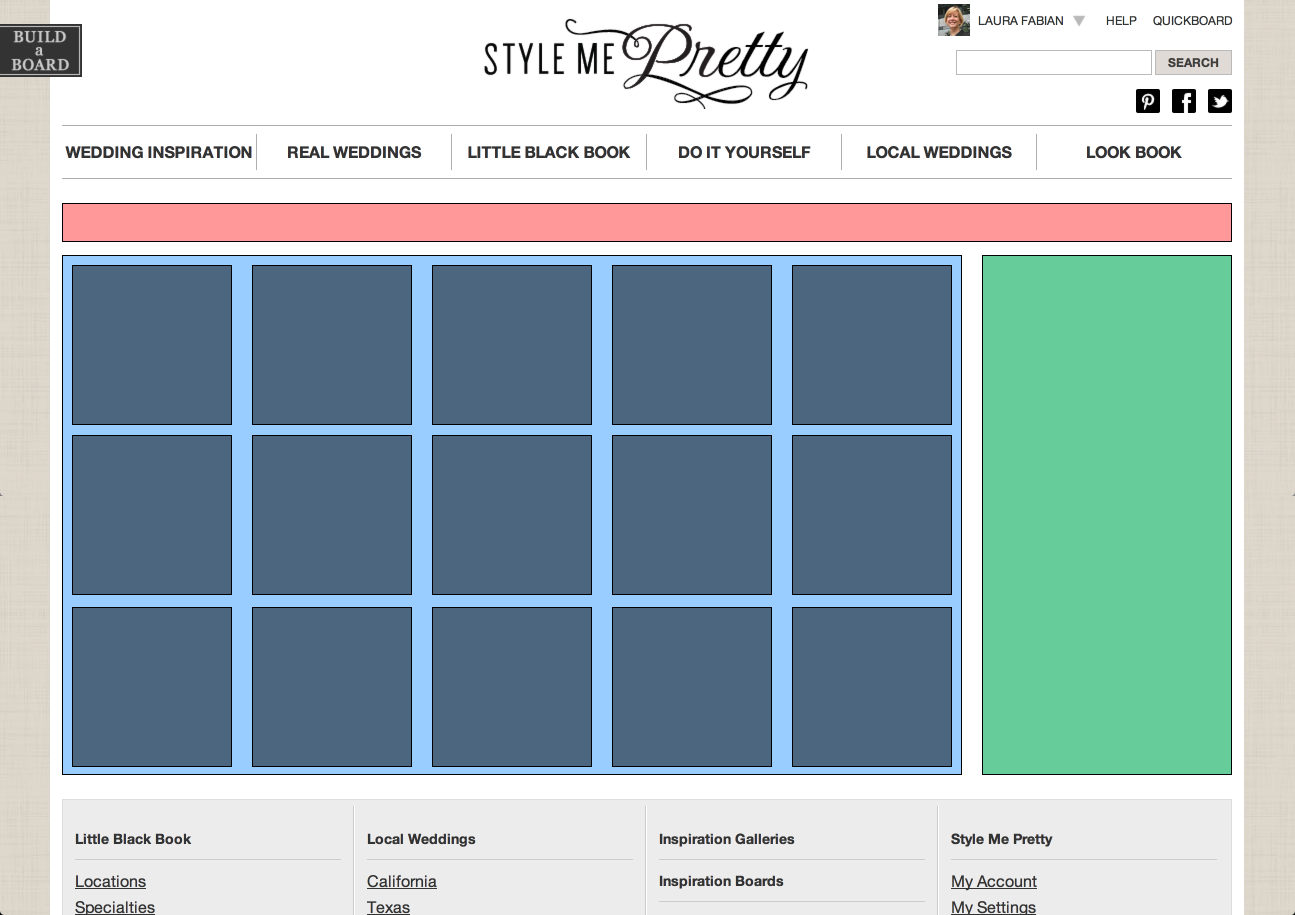 BUILD
a
BOARD
STYLE ME Pretty
LAURA FABIAN
HELP
QUICKBOARD
SEARCH
WEDDING INSPIRATION
REAL WEDDINGS
LITTLE BLACK BOOK
DO IT YOURSELF
LOCAL WEDDINGS
LOOK BOOK
Little Black Book
Locations
Specialties
Local Weddings
California
Texas
Inspiration Galleries
Inspiration Boards
Style Me Pretty
My Account
My Settings